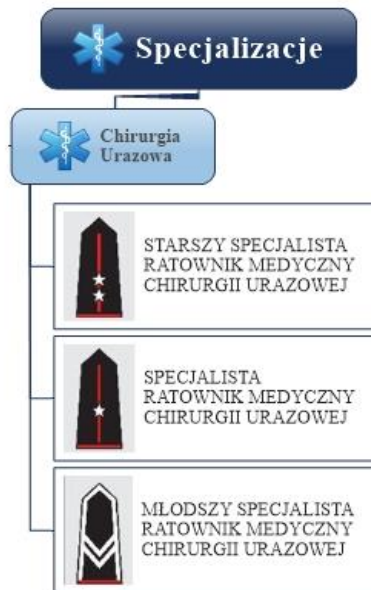 Specjalizacje
Chirurgia
Urazowa
STARSZY SPECJALISTA
RATOWNIK MEDYCZNY
CHIRURGII URAZOWEJ
SPECJALISTA
RATOWNIK MEDYCZNY
CHIRURGII URAZOWEJ
MŁODSZY SPECJALISTA
RATOWNIK MEDYCZNY
CHIRURGII URAZOWEJ